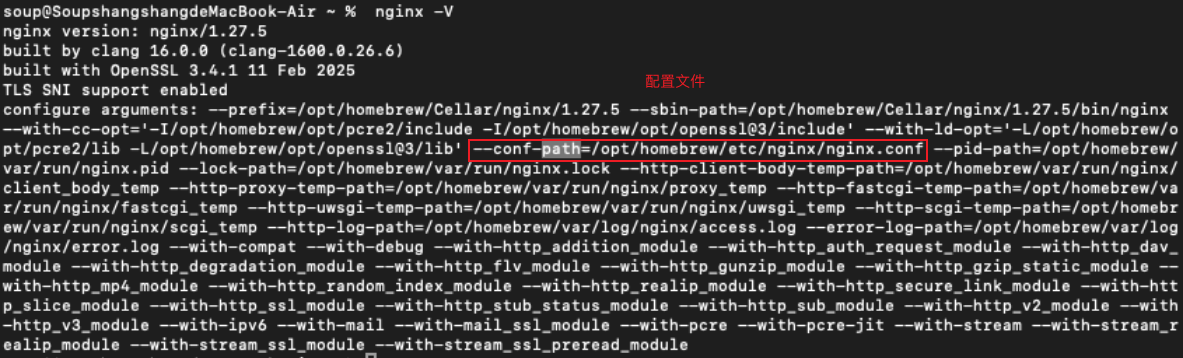 soup@SoupshangshangdeMacBook-Air ~ %  nginx -V
nginx version: nginx/1.27.5
built by clang 16.0.0 (clang-1600.0.26.6)
built with OpenSSL 3.4.1 11 Feb 2025
配置文件
TLS SNI support enabled
configure arguments: --prefix=/opt/homebrew/Cellar/nginx/1.27.5 --sbin-path=/opt/homebrew/Cellar/nginx/1.27.5/bin/nginx
--with-cc-opt='-I/opt/homebrew/opt/pcre2/include -I/opt/homebrew/opt/openssl@3/include' --with-ld-opt='-L/opt/homebrew/o
pt/pcre2/lib -L/opt/homebrew/opt/openssl@3/lib' --conf-path=/opt/homebrew/etc/nginx/nginx.conf --pid-path=/opt/homebrew/
var/run/nginx.pid --lock-path=/opt/homebrew/var/run/nginx.lock --http-client-body-temp-path=/opt/homebrew/var/run/nginx/
client_body_temp --http-proxy-temp-path=/opt/homebrew/var/run/nginx/proxy_temp --http-fastcgi-temp-path=/opt/homebrew/va
r/run/nginx/fastcgi_temp --http-uwsgi-temp-path=/opt/homebrew/var/run/nginx/uwsgi_temp --http-scgi-temp-path=/opt/homebr
ew/var/run/nginx/scgi_temp --http-log-path=/opt/homebrew/var/log/nginx/access.log --error-log-path=/opt/homebrew/var/log
/nginx/error.log --with-compat --with-debug --with-http_addition_module --with-http_auth_request_module --with-http_dav_
module --with-http_degradation_module --with-http_flv_module --with-http_gunzip_module --with-http_gzip_static_module --
with-http_mp4_module --with-http_random_index_module --with-http_realip_module --with-http_secure_link_module --with-htt
p_slice_module --with-http_ssl_module --with-http_stub_status_module --with-http_sub_module --with-http_v2_module --with
-http_v3_module --with-ipv6 --with-mail --with-mail_ssl_module --with-pcre --with-pcre-jit --with-stream --with-stream_r
ealip_module --with-stream_ssl_module --with-stream_ssl_preread_module